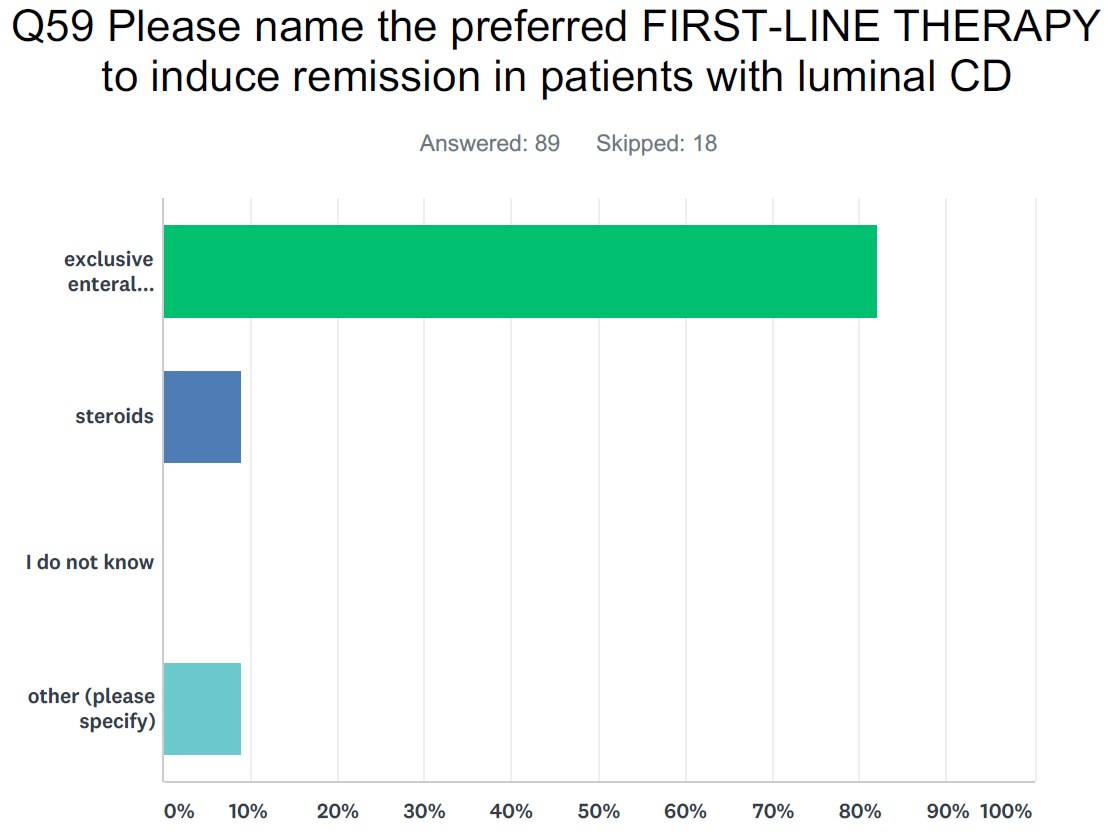 Q59 Please name the preferred FIRST-LINE THERAPY
to induce remission in patients with luminal CD
Answered: 89 Skipped: 18
exclusive
enteral...
steroids
I do not know
other (please
specify)
0% 10% 20% 30% 40% 50% 60% 70% 80% 90% 100%